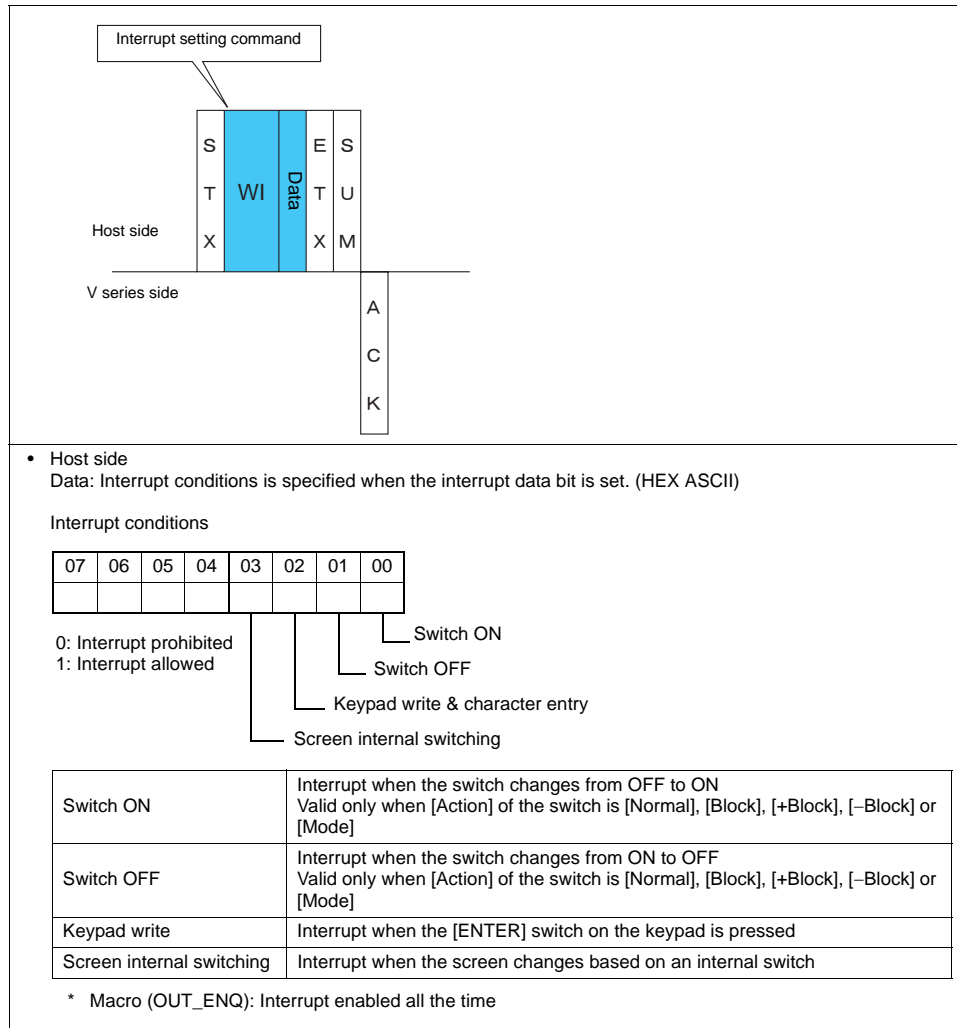 Interrupt setting command
STX
WI
Data
ETX
SUM
Host side
V series side
ACK
• Host side
Data: Interrupt conditions is specified when the interrupt data bit is set. (HEX ASCII)
Interrupt conditions
07 06 05 04 03 02 01 00
0: Interrupt prohibited
1: Interrupt allowed
Switch ON
Switch OFF
Keypad write & character entry
Screen internal switching
Switch ON
Interrupt when the switch changes from OFF to ON
Valid only when [Action] of the switch is [Normal], [Block], [+Block], [−Block] or
[Mode]
Switch OFF
Interrupt when the switch changes from ON to OFF
Valid only when [Action] of the switch is [Normal], [Block], [+Block], [−Block] or
[Mode]
Keypad write
Interrupt when the [ENTER] switch on the keypad is pressed
Screen internal switching
Interrupt when the screen changes based on an internal switch
* Macro (OUT_ENQ): Interrupt enabled all the time